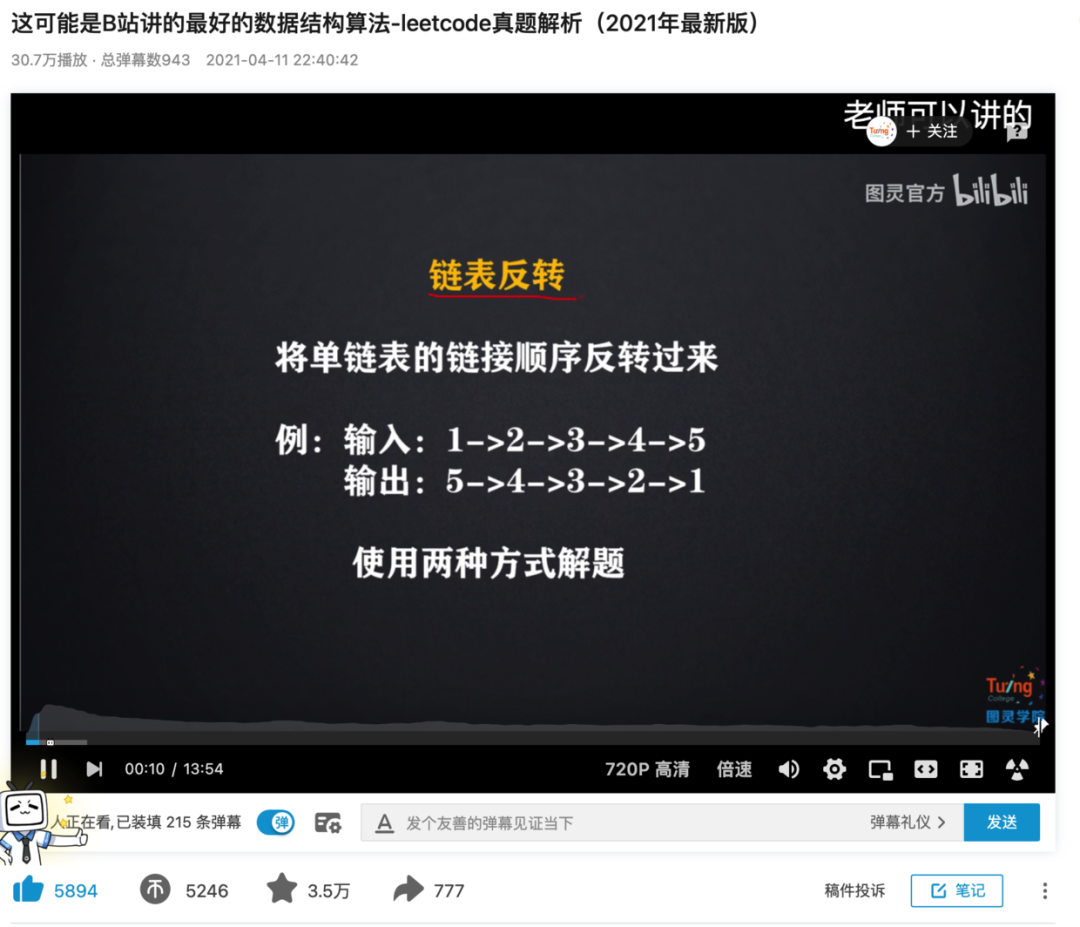 这可能是B站讲的最好的数据结构算法-leetcode真题解析（2021年最新版）
30.7万播放 · 总弹幕数943 2021-04-11 22:40:42
老师可以讲的
Turing + 关注
图灵官方 bilibili
链表反转
将单链表的链接顺序反转过来
例：输入：1->2->3->4->5
输出：5->4->3->2->1
使用两种方式解题
Turing
College
图灵学院
00:10 / 13:54 720P 高清 倍速
人正在看,已装填 215 条弹幕 弹 A 发个友善的弹幕见证当下 弹幕礼仪 > 发送
5894 5246 3.5万 777 稿件投诉 笔记